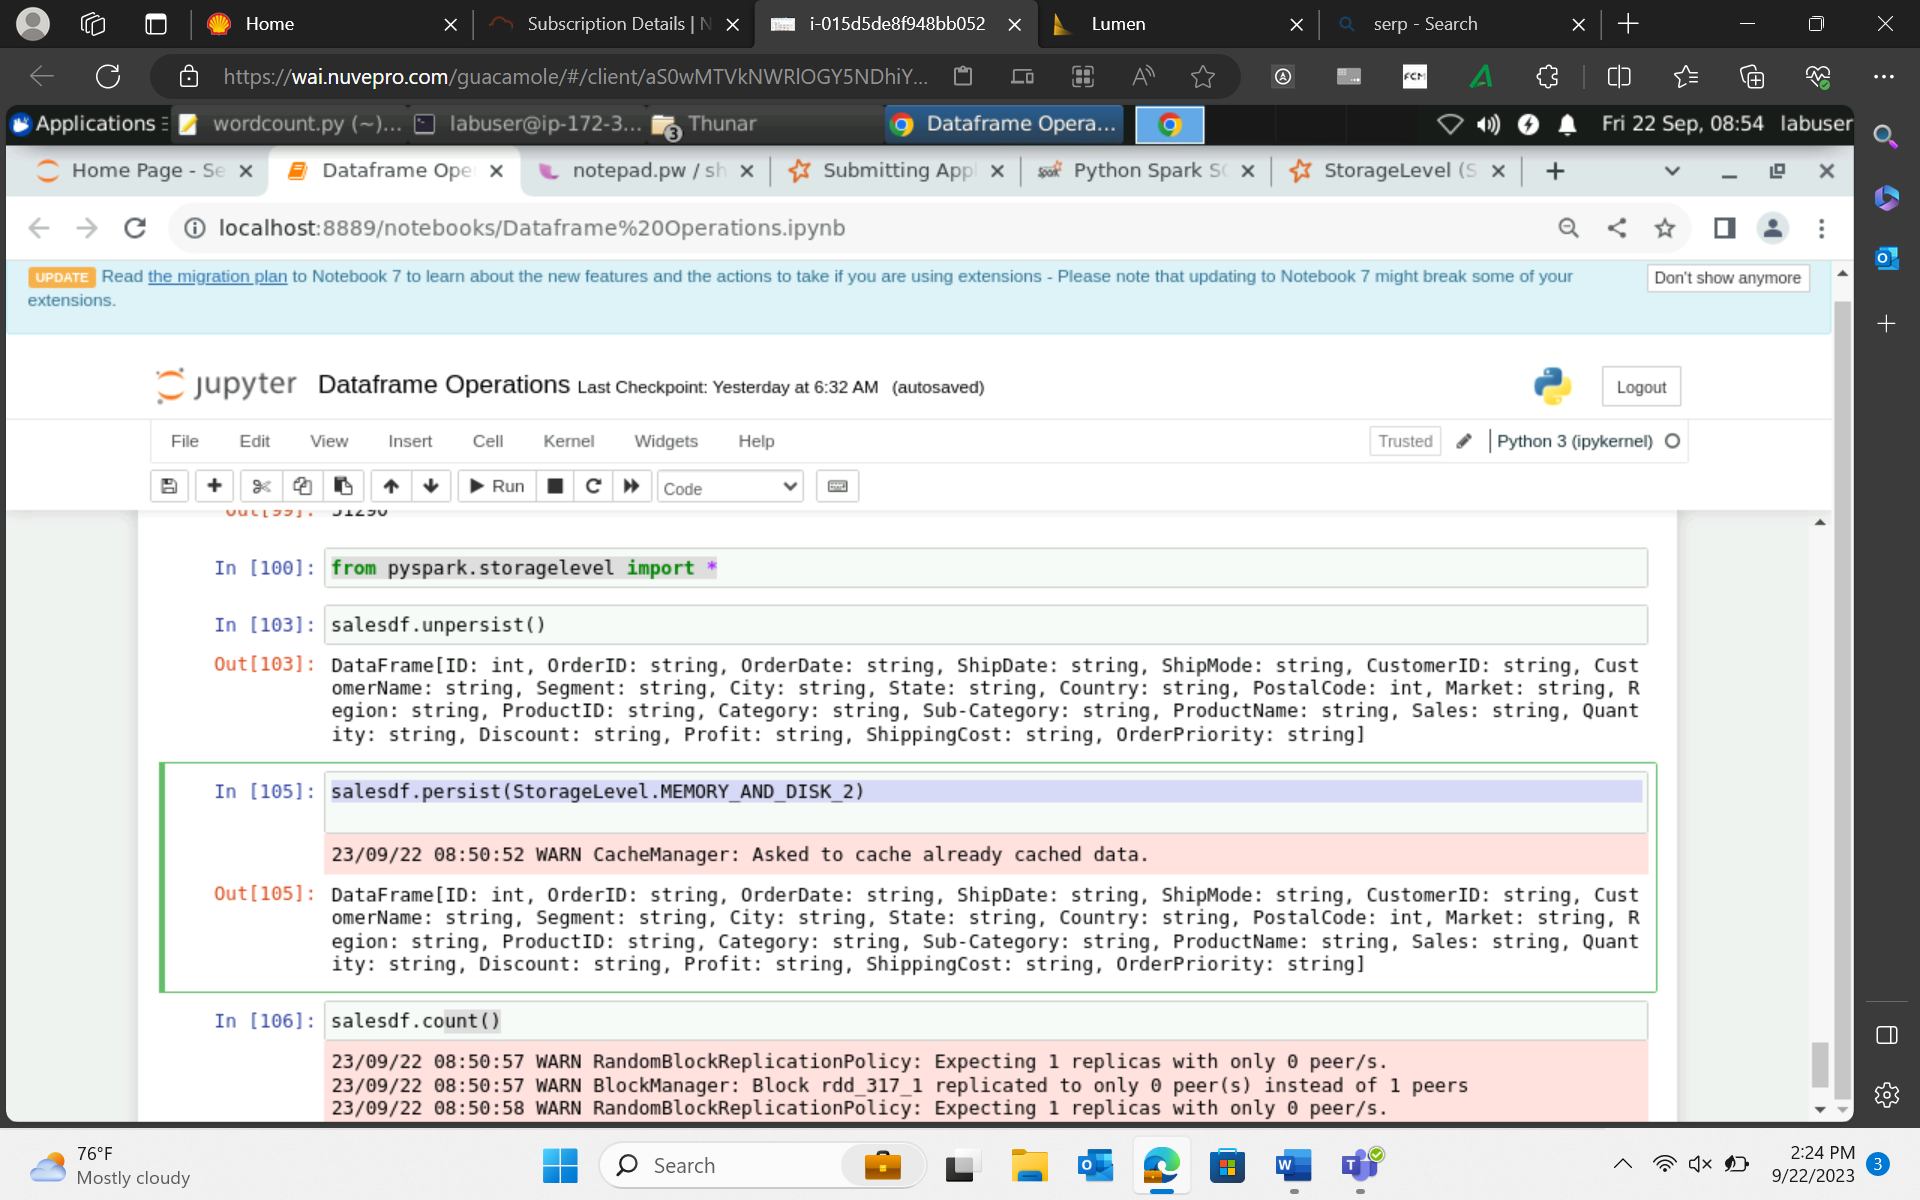 Home
Subscription Details | N
i-015d5de8f948bb052
Lumen
serp - Search
https://wai.nuvepro.com/guacamole/#/client/aS0wMTVkNWRlOGY5NDhiY...
FCM
Applications
wordcount.py (~)...
labuser@ip-172-3...
3
Thunar
Dataframe Opera...
Fri 22 Sep, 08:54
labuser
Home Page - Se
Dataframe Ope
notepad.pw / sh
Submitting Appl
Python Spark SQ
StorageLevel (S
localhost:8889/notebooks/Dataframe%20Operations.ipynb
UPDATE Read the migration plan to Notebook 7 to learn about the new features and the actions to take if you are using extensions - Please note that updating to Notebook 7 might break some of your
extensions.
Don't show anymore
jupyter Dataframe Operations Last Checkpoint: Yesterday at 6:32 AM (autosaved)
Logout
File Edit View Insert Cell Kernel Widgets Help
Trusted
Python 3 (ipykernel)
Run
Code
Out[99]: 51290
In [100]: from pyspark.storagelevel import *
In [103]: salesdf.unpersist()
Out[103]: DataFrame[ID: int, OrderID: string, OrderDate: string, ShipDate: string, ShipMode: string, CustomerID: string, Cust
omerName: string, Segment: string, City: string, State: string, Country: string, PostalCode: int, Market: string, R
egion: string, ProductID: string, Category: string, Sub-Category: string, ProductName: string, Sales: string, Quant
ity: string, Discount: string, Profit: string, ShippingCost: string, OrderPriority: string]
In [105]: salesdf.persist(StorageLevel.MEMORY_AND_DISK_2)
23/09/22 08:50:52 WARN CacheManager: Asked to cache already cached data.
Out[105]: DataFrame[ID: int, OrderID: string, OrderDate: string, ShipDate: string, ShipMode: string, CustomerID: string, Cust
omerName: string, Segment: string, City: string, State: string, Country: string, PostalCode: int, Market: string, R
egion: string, ProductID: string, Category: string, Sub-Category: string, ProductName: string, Sales: string, Quant
ity: string, Discount: string, Profit: string, ShippingCost: string, OrderPriority: string]
In [106]: salesdf.count()
23/09/22 08:50:57 WARN RandomBlockReplicationPolicy: Expecting 1 replicas with only 0 peer/s.
23/09/22 08:50:57 WARN BlockManager: Block rdd_317_1 replicated to only 0 peer(s) instead of 1 peers
23/09/22 08:50:58 WARN RandomBlockReplicationPolicy: Expecting 1 replicas with only 0 peer/s.
76°F
Mostly cloudy
Search
2:24 PM
9/22/2023
3